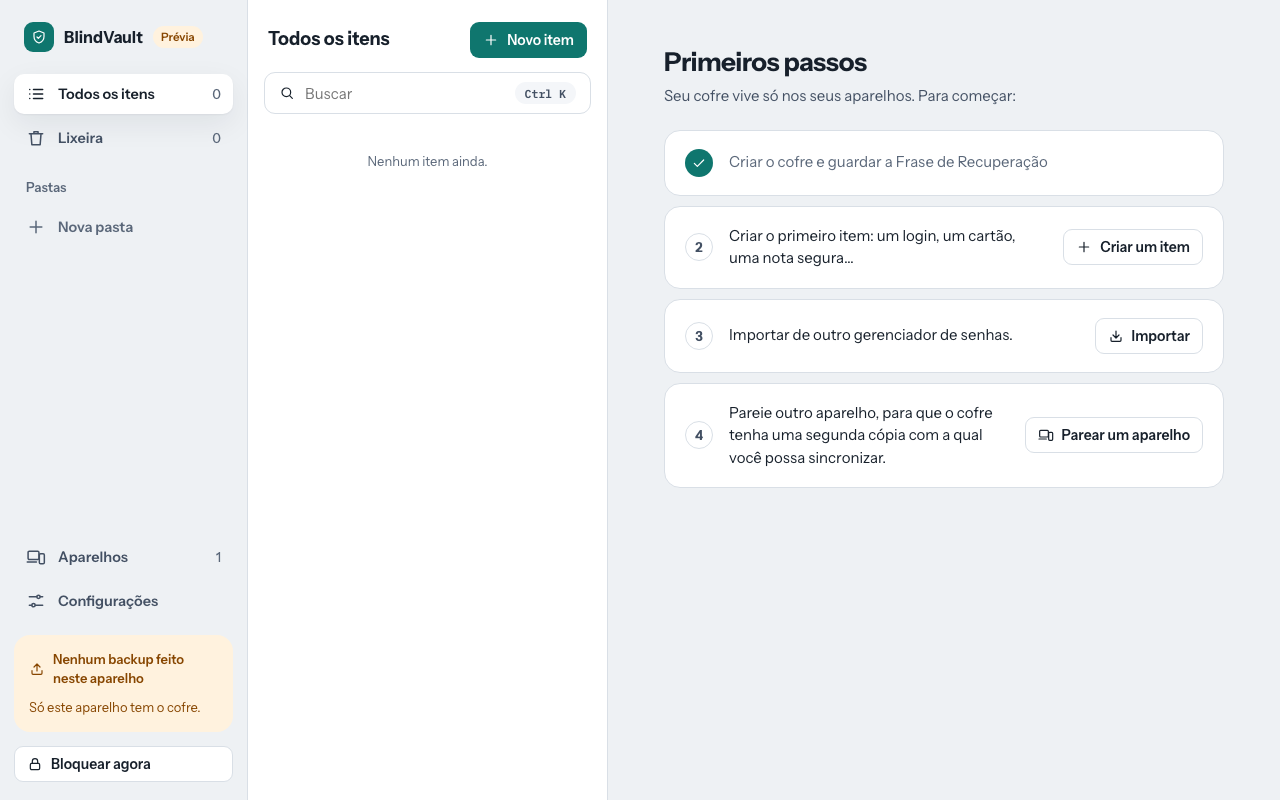 BlindVault Prévia
Todos os itens 0
Lixeira 0
Pastas
Nova pasta
Aparelhos 1
Configurações
Nenhum backup feito
neste aparelho
Só este aparelho tem o cofre.
Bloquear agora
Todos os itens
Novo item
Buscar Ctrl K
Nenhum item ainda.
Primeiros passos
Seu cofre vive só nos seus aparelhos. Para começar:
Criar o cofre e guardar a Frase de Recuperação
2
Criar o primeiro item: um login, um cartão,
uma nota segura...
Criar um item
3
Importar de outro gerenciador de senhas.
Importar
4
Pareie outro aparelho, para que o cofre
tenha uma segunda cópia com a qual
você possa sincronizar.
Parear um aparelho